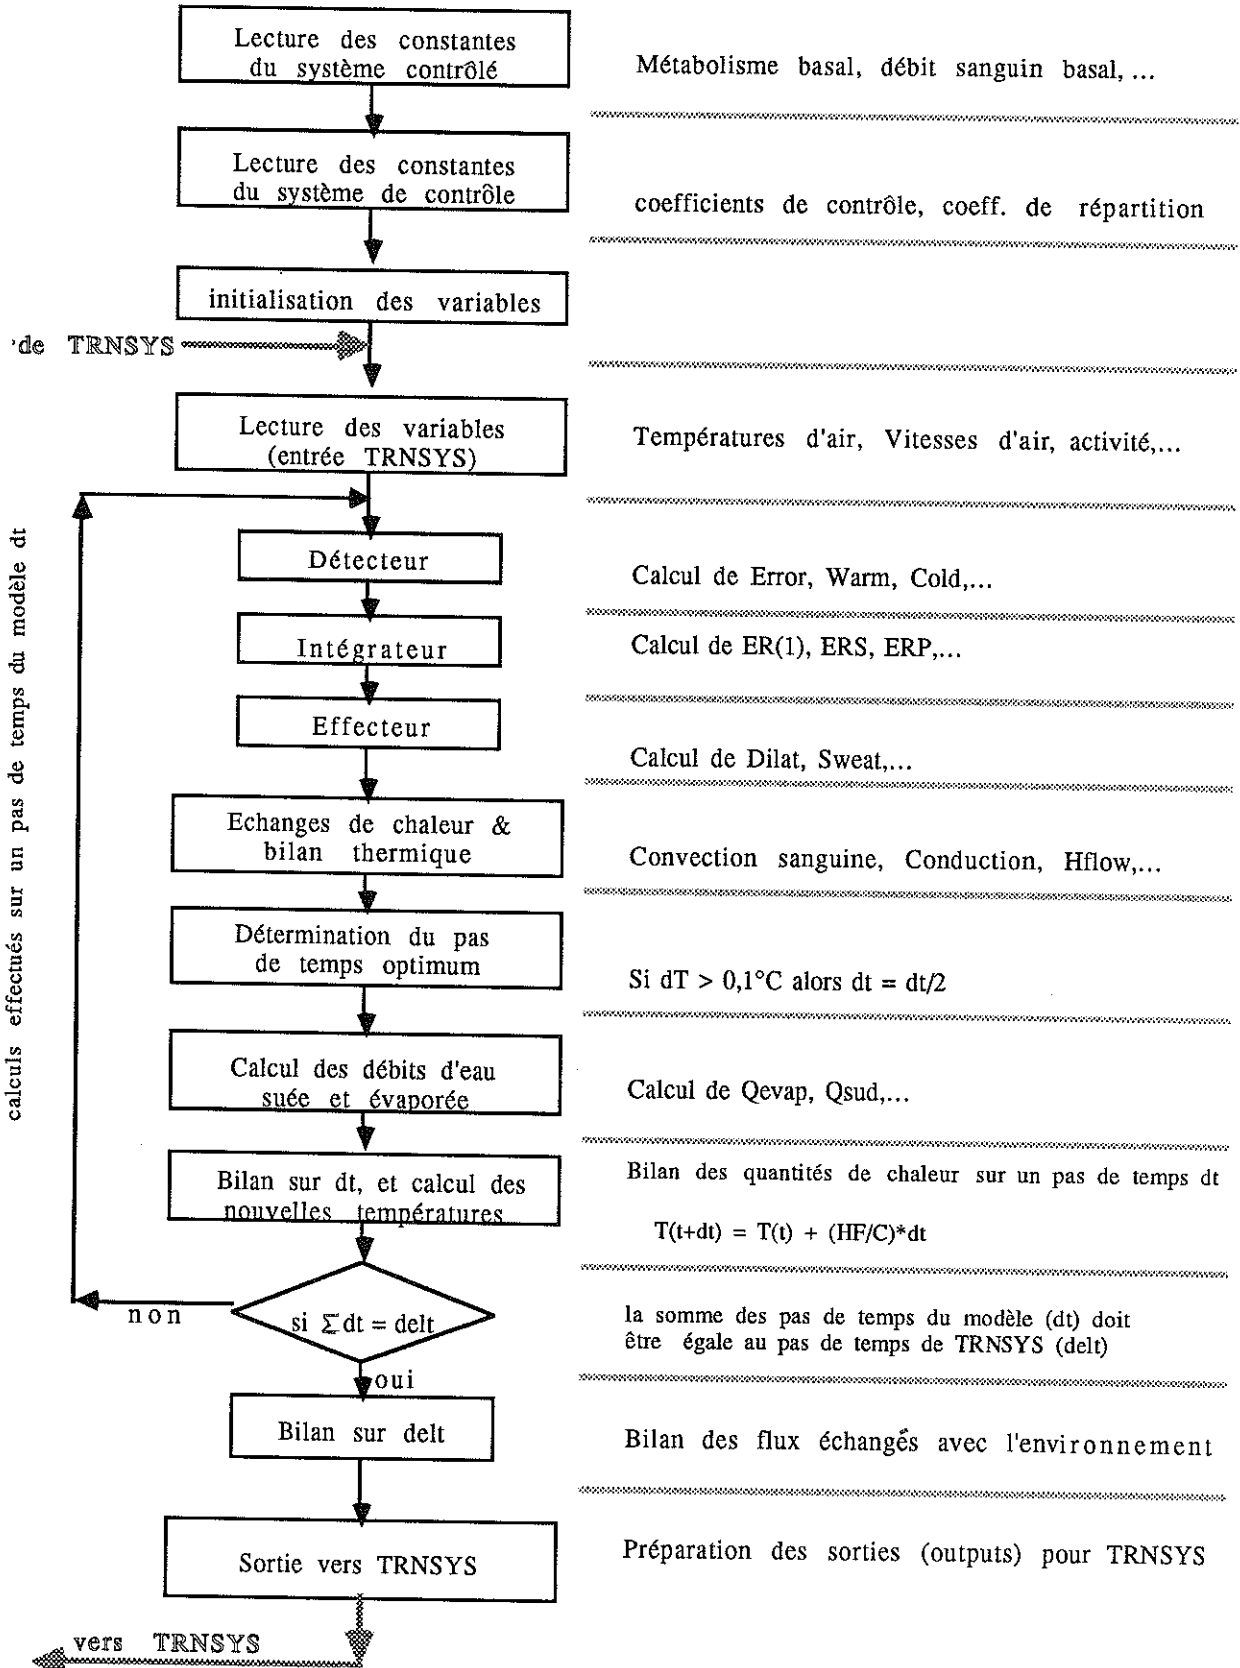 Lecture des constantes
du système contrôlé
Métabolisme basal, débit sanguin basal, ...
Lecture des constantes
du système de contrôle
coefficients de contrôle, coeff. de répartition
initialisation des variables
de TRNSYS
Lecture des variables
(entrée TRNSYS)
Températures d'air, Vitesses d'air, activité,...
calculs effectués sur un pas de temps du modèle dt
Détecteur
Calcul de Error, Warm, Cold,...
Intégrateur
Calcul de ER(1), ERS, ERP,...
Effecteur
Calcul de Dilat, Sweat,...
Echanges de chaleur &
bilan thermique
Convection sanguine, Conduction, Hflow,...
Détermination du pas
de temps optimum
Si dT > 0,1°C alors dt = dt/2
Calcul des débits d'eau
suée et évaporée
Calcul de Qevap, Qsud,...
Bilan sur dt, et calcul des
nouvelles températures
Bilan des quantités de chaleur sur un pas de temps dt
T(t+dt) = T(t) + (HF/C)*dt
non
si Σ dt = delt
la somme des pas de temps du modèle (dt) doit
être égale au pas de temps de TRNSYS (delt)
oui
Bilan sur delt
Bilan des flux échangés avec l'environnement
Sortie vers TRNSYS
Préparation des sorties (outputs) pour TRNSYS
vers TRNSYS